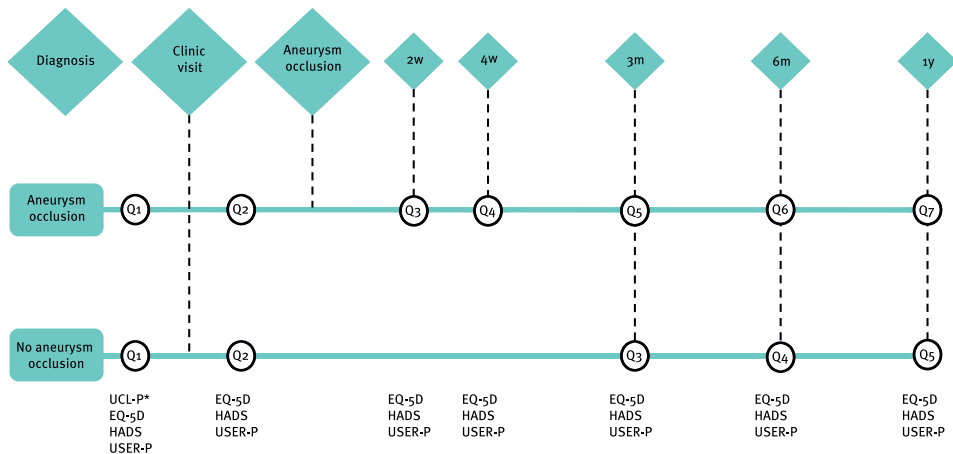 Diagnosis
Clinic
visit
Aneurysm
occlusion
2w
4w
3m
6m
1y
Aneurysm
occlusion
Q1
Q2
Q3
Q4
Q5
Q6
Q7
No aneurysm
occlusion
Q1
Q2
Q3
Q4
Q5
UCL-P*
EQ-5D
HADS
USER-P
EQ-5D
HADS
USER-P
EQ-5D
HADS
USER-P
EQ-5D
HADS
USER-P
EQ-5D
HADS
USER-P
EQ-5D
HADS
USER-P
EQ-5D
HADS
USER-P